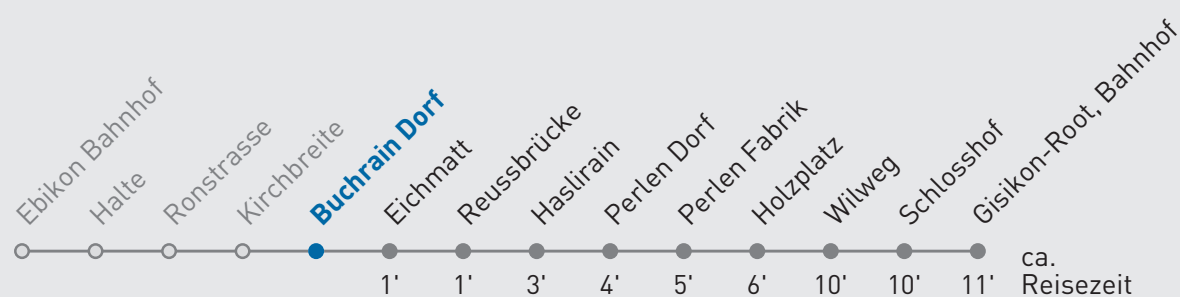 Ebikon Bahnhof
Halte
Ronstrasse
Kirchbreite
Buchrain Dorf
Eichmatt
Reussbrücke
Haslirain
Perlen Dorf
Perlen Fabrik
Holzplatz
Wilweg
Schlosshof
Gisikon-Root, Bahnhof
1' 1' 3' 4' 5' 6' 10' 10' 11'
ca.
Reisezeit